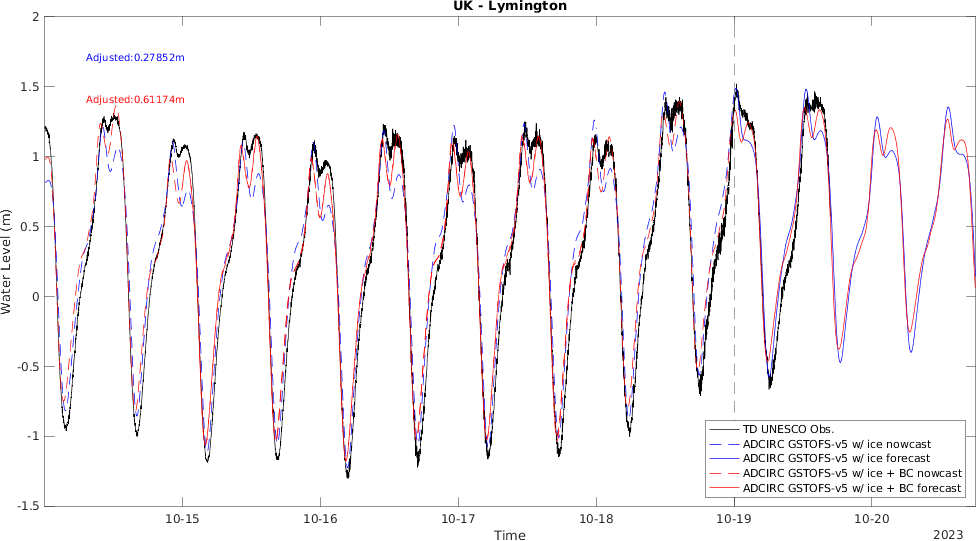 UK - Lymington
2
1.5
1
0.5
0
-0.5
-1
-1.5
Water Level (m)
Adjusted:0.27852m
Adjusted:0.61174m
TD UNESCO Obs.
ADCIRC GSTOFS-v5 w/ ice nowcast
ADCIRC GSTOFS-v5 w/ ice forecast
ADCIRC GSTOFS-v5 w/ ice + BC nowcast
ADCIRC GSTOFS-v5 w/ ice + BC forecast
10-15 10-16 10-17 10-18 10-19 10-20
Time
2023